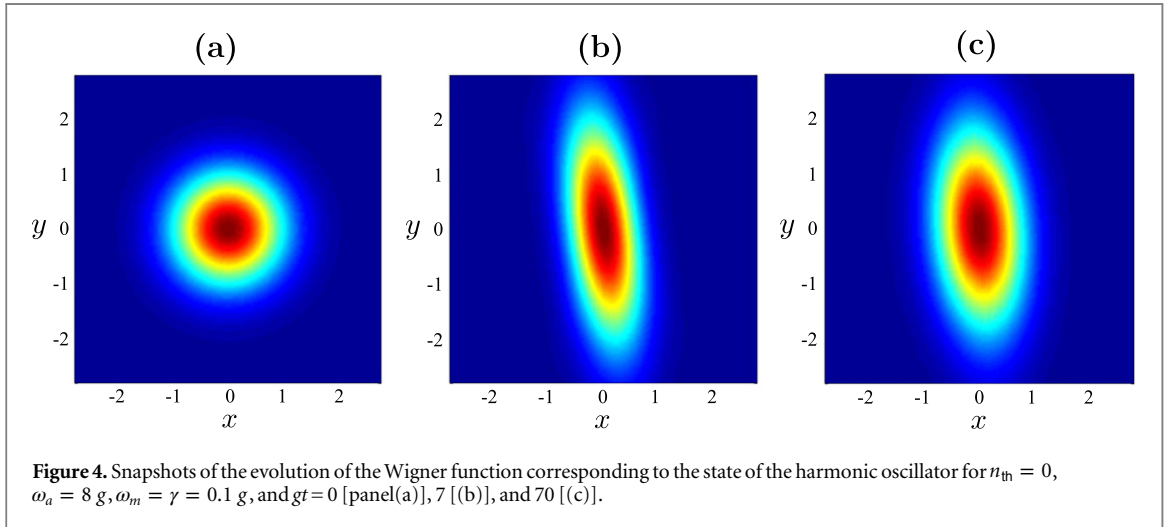 (a) (b) (c)
2 2 2
1 1 1
y 0 y 0 y 0
-1 -1 -1
-2 -2 -2
-2 -1 0 1 2 -2 -1 0 1 2 -2 -1 0 1 2
x x x
Figure 4. Snapshots of the evolution of the Wigner function corresponding to the state of the harmonic oscillator for n_th = 0,
ω_a = 8 g, ω_m = γ = 0.1 g, and gt = 0 [panel(a)], 7 [(b)], and 70 [(c)].